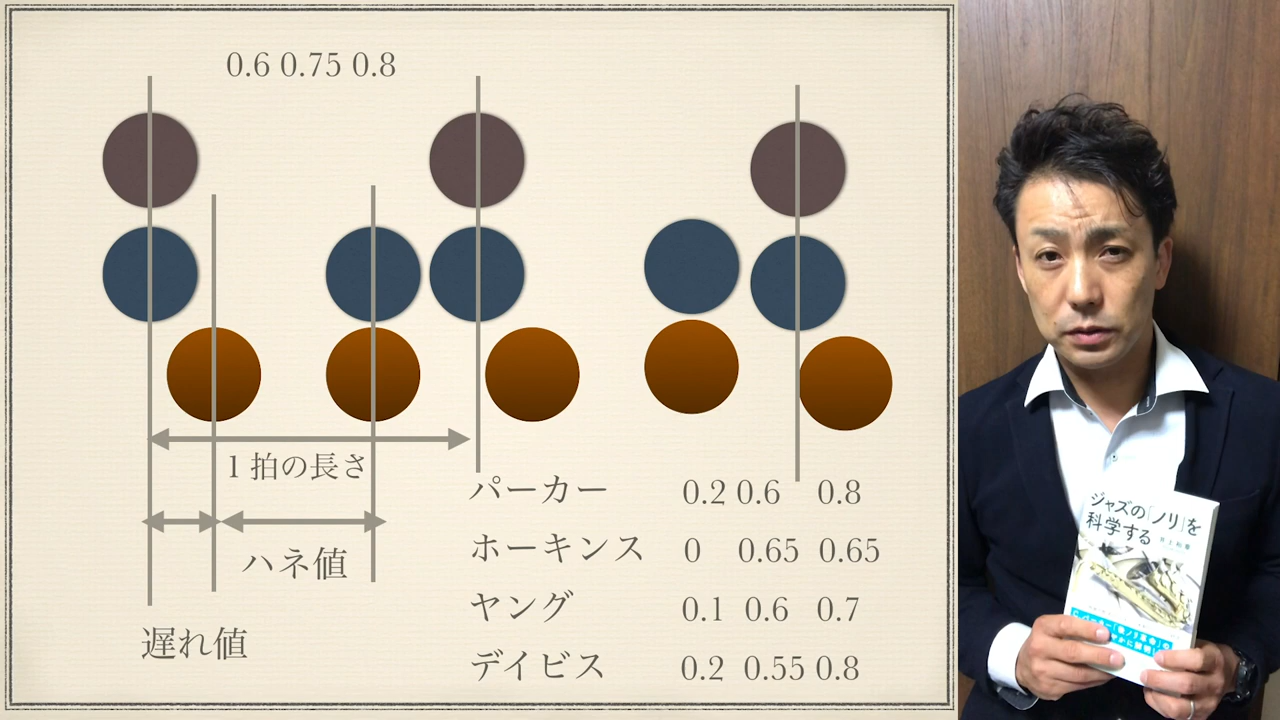 0.6 0.75 0.8
1 拍の長さ
ハネ値
遅れ値
パーカー 0.2 0.6 0.8
ホーキンス 0 0.65 0.65
ヤング 0.1 0.6 0.7
デイビス 0.2 0.55 0.8
ジャズの「ノリ」を
科学する